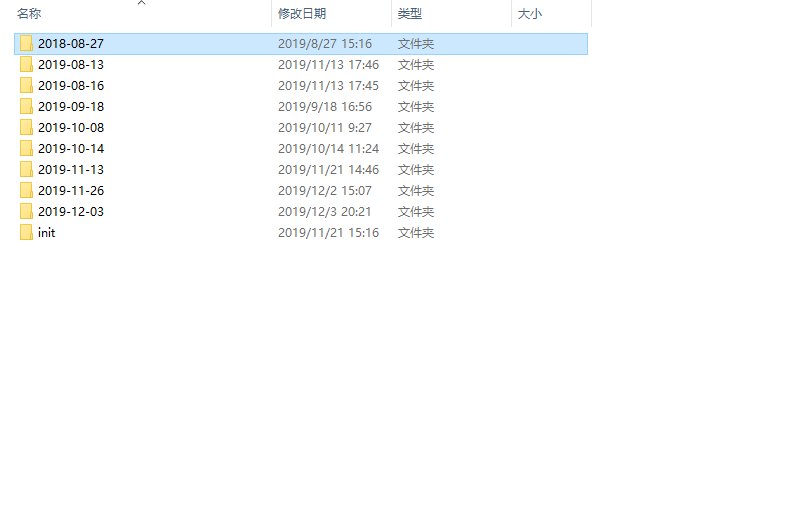 名称 修改日期 类型 大小
2018-08-27 2019/8/27 15:16 文件夹
2019-08-13 2019/11/13 17:46 文件夹
2019-08-16 2019/11/13 17:45 文件夹
2019-09-18 2019/9/18 16:56 文件夹
2019-10-08 2019/10/11 9:27 文件夹
2019-10-14 2019/10/14 11:24 文件夹
2019-11-13 2019/11/21 14:46 文件夹
2019-11-26 2019/12/2 15:07 文件夹
2019-12-03 2019/12/3 20:21 文件夹
init 2019/11/21 15:16 文件夹